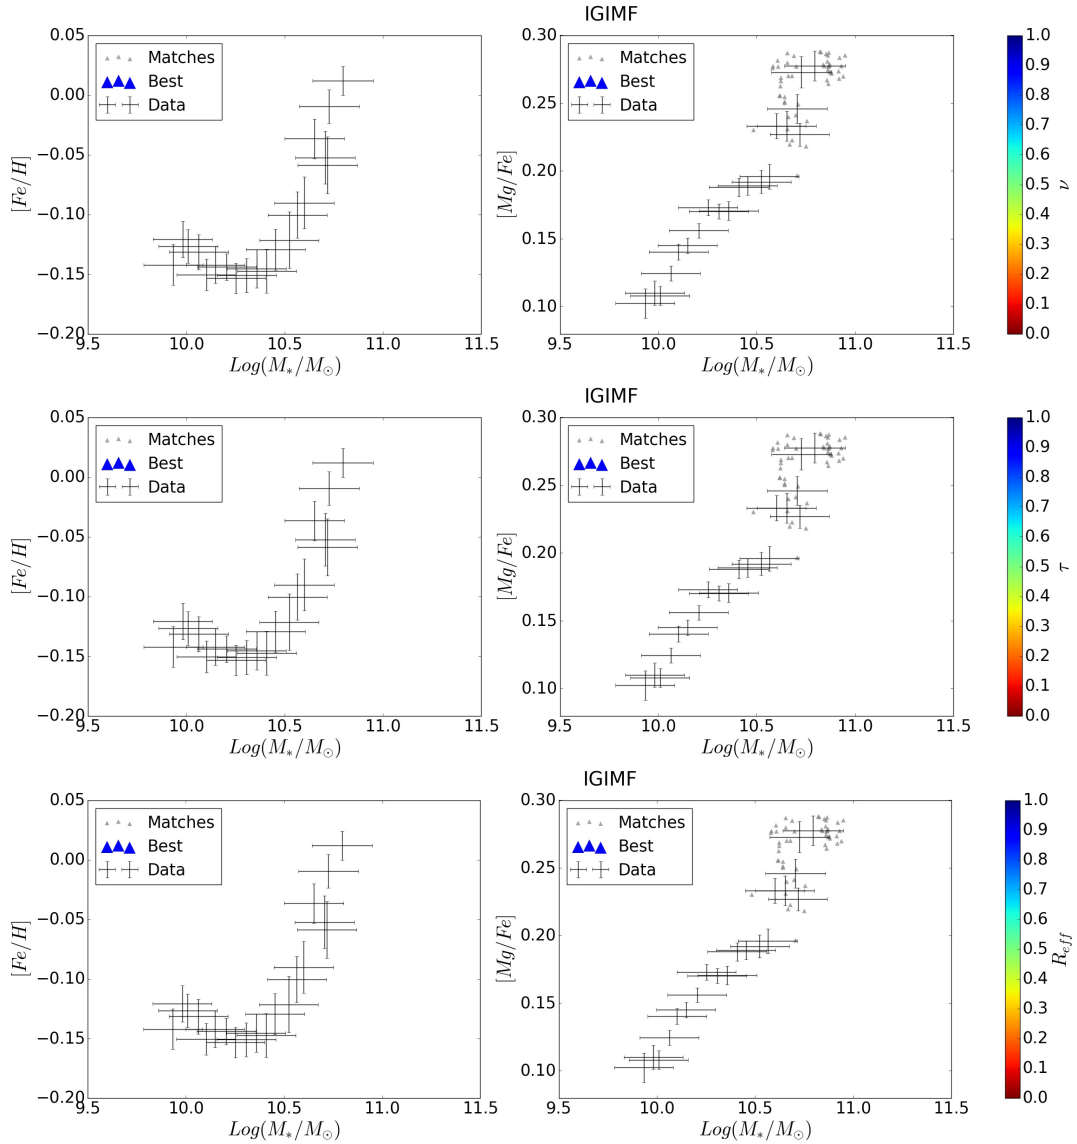 IGIMF
0.05
0.00
−0.05
−0.10
−0.15
−0.20
[Fe/H]
9.5 10.0 10.5 11.0 11.5
Log(M*/M⊙)
Matches
Best
Data
0.30
0.25
0.20
0.15
0.10
[Mg/Fe]
9.5 10.0 10.5 11.0 11.5
Log(M*/M⊙)
Matches
Best
Data
1.0
0.9
0.8
0.7
0.6
0.5
0.4
0.3
0.2
0.1
0.0
ν
IGIMF
0.05
0.00
−0.05
−0.10
−0.15
−0.20
[Fe/H]
9.5 10.0 10.5 11.0 11.5
Log(M*/M⊙)
Matches
Best
Data
0.30
0.25
0.20
0.15
0.10
[Mg/Fe]
9.5 10.0 10.5 11.0 11.5
Log(M*/M⊙)
Matches
Best
Data
1.0
0.9
0.8
0.7
0.6
0.5
0.4
0.3
0.2
0.1
0.0
τ
IGIMF
0.05
0.00
−0.05
−0.10
−0.15
−0.20
[Fe/H]
9.5 10.0 10.5 11.0 11.5
Log(M*/M⊙)
Matches
Best
Data
0.30
0.25
0.20
0.15
0.10
[Mg/Fe]
9.5 10.0 10.5 11.0 11.5
Log(M*/M⊙)
Matches
Best
Data
1.0
0.9
0.8
0.7
0.6
0.5
0.4
0.3
0.2
0.1
0.0
R_eff